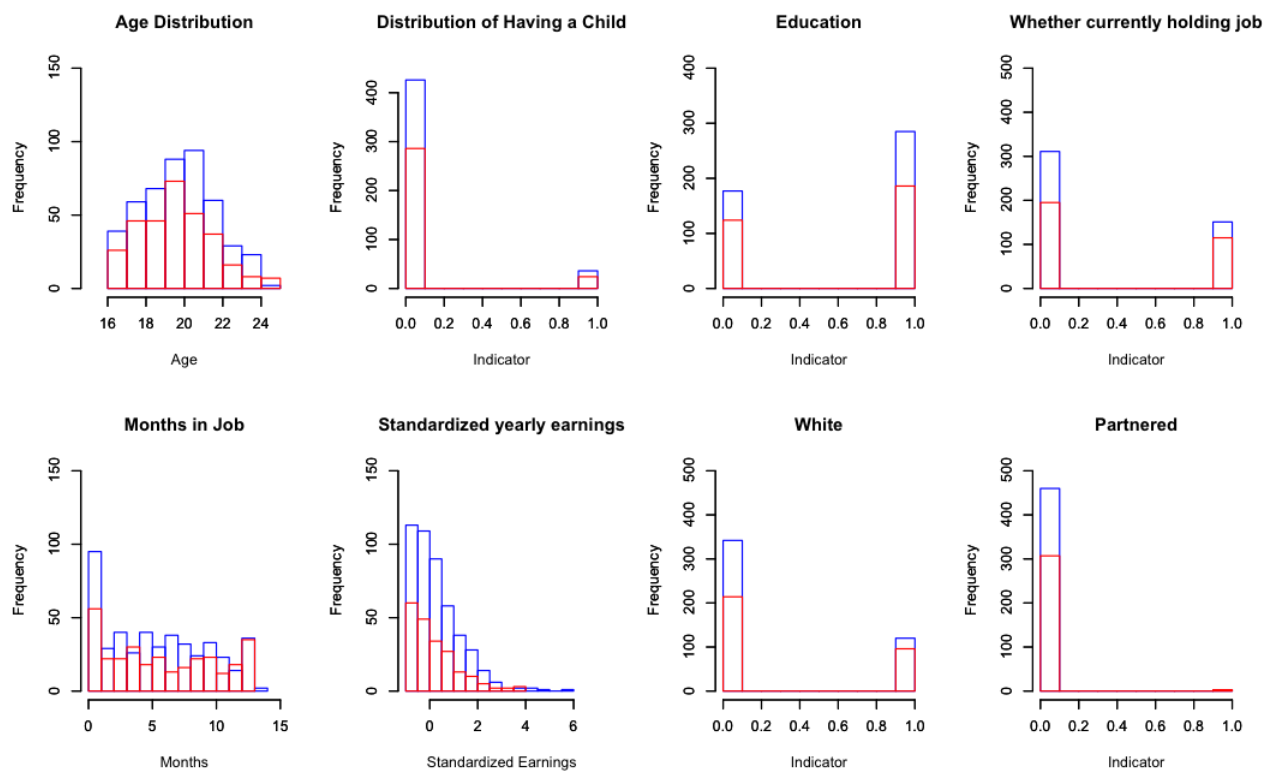 Age Distribution
Distribution of Having a Child
Education
Whether currently holding job
Frequency
0 50 100 150
16 18 20 22 24
Age
Frequency
0 100 200 300 400
0.0 0.2 0.4 0.6 0.8 1.0
Indicator
Frequency
0 100 200 300 400
0.0 0.2 0.4 0.6 0.8 1.0
Indicator
Frequency
0 100 200 300 400 500
0.0 0.2 0.4 0.6 0.8 1.0
Indicator
Months in Job
Standardized yearly earnings
White
Partnered
Frequency
0 50 100 150
0 5 10 15
Months
Frequency
0 50 100 150
0 2 4 6
Standardized Earnings
Frequency
0 100 200 300 400 500
0.0 0.2 0.4 0.6 0.8 1.0
Indicator
Frequency
0 100 200 300 400 500
0.0 0.2 0.4 0.6 0.8 1.0
Indicator